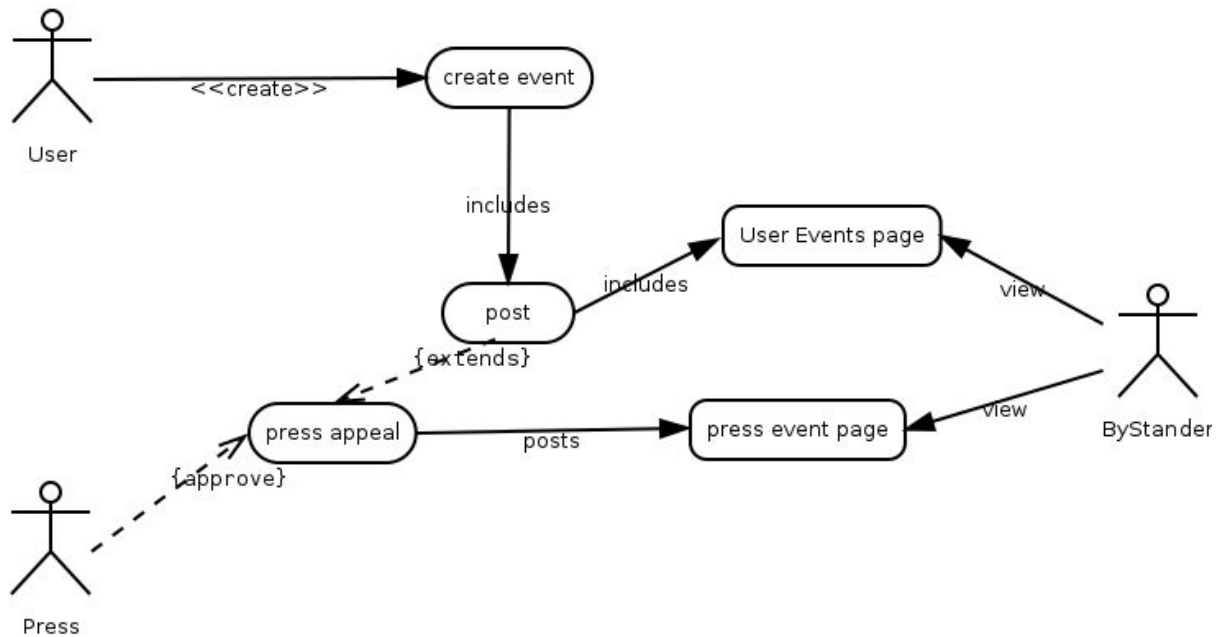 create event
<<create>>
User
includes
User Events page
includes
view
post
{extends}
press appeal
posts
press event page
view
ByStander
{approve}
Press